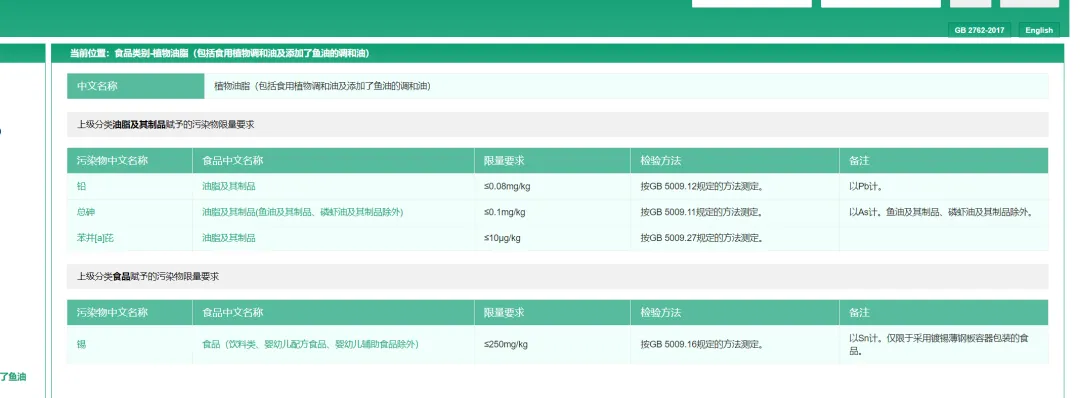 GB 2762-2017 English
当前位置：食品类别-植物油脂（包括食用植物调和油及添加了鱼油的调和油）
中文名称 植物油脂（包括食用植物调和油及添加了鱼油的调和油）
上级分类油脂及其制品赋予的污染物限量要求
污染物中文名称 食品中文名称 限量要求 检验方法 备注
铅 油脂及其制品 ≤0.08mg/kg 按GB 5009.12规定的方法测定。 以Pb计。
总砷 油脂及其制品(鱼油及其制品、磷虾油及其制品除外) ≤0.1mg/kg 按GB 5009.11规定的方法测定。 以As计。鱼油及其制品、磷虾油及其制品除外。
苯并[a]芘 油脂及其制品 ≤10μg/kg 按GB 5009.27规定的方法测定。
上级分类食品赋予的污染物限量要求
污染物中文名称 食品中文名称 限量要求 检验方法 备注
锡 食品（饮料类、婴幼儿配方食品、婴幼儿辅助食品除外） ≤250mg/kg 按GB 5009.16规定的方法测定。 以Sn计。仅限于采用镀锡薄钢板容器包装的食
品。
了鱼油